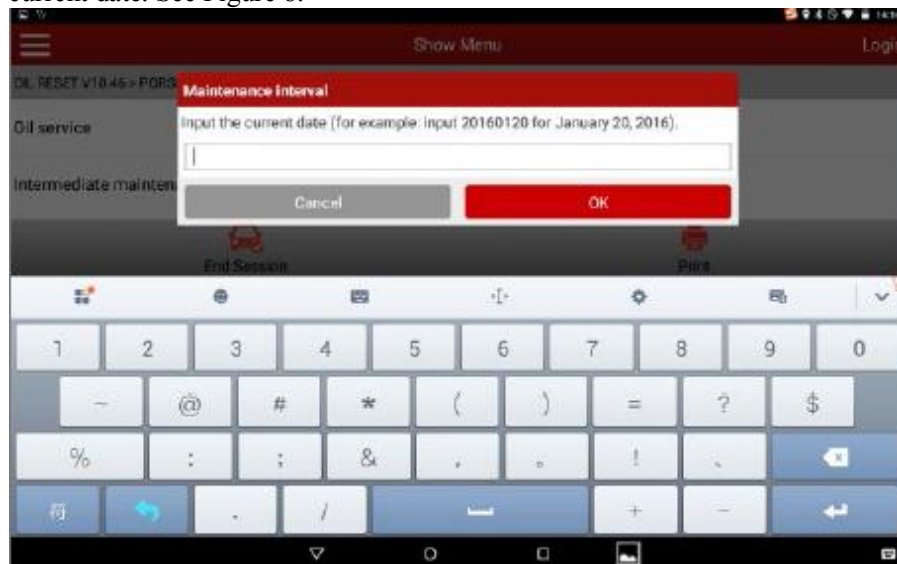 current date. See Figure 6.
Show Menu
Login
OIL RESET V10.46 > PORS
Maintenance interval
Input the current date (for example: input 20160120 for January 20, 2016).
Oil service
Intermediate mainten
Cancel
OK
End Session
Print
1 2 3 4 5 6 7 8 9 0
~ @ # * ( ) = ? $
% : ; & , 。 ! 、
符 . / + -